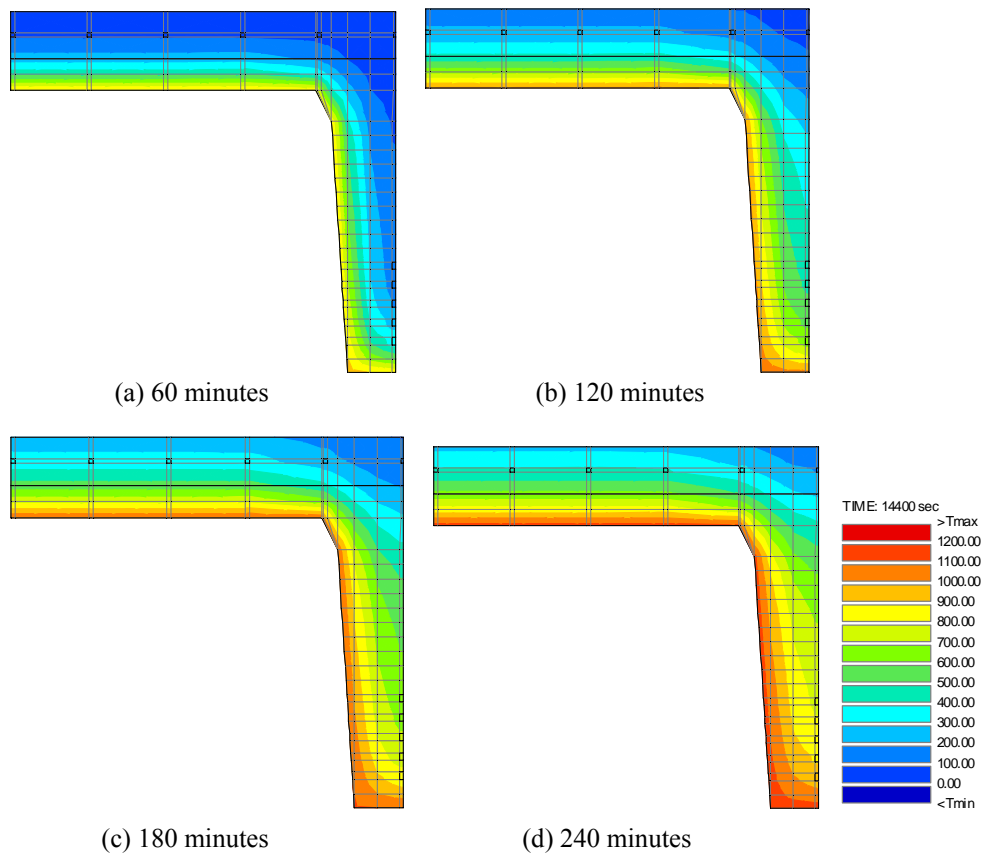 (a) 60 minutes
(b) 120 minutes
TIME: 14400 sec
>Tmax
1200.00
1100.00
1000.00
900.00
800.00
700.00
600.00
500.00
400.00
300.00
200.00
100.00
0.00
<Tmin
(c) 180 minutes
(d) 240 minutes